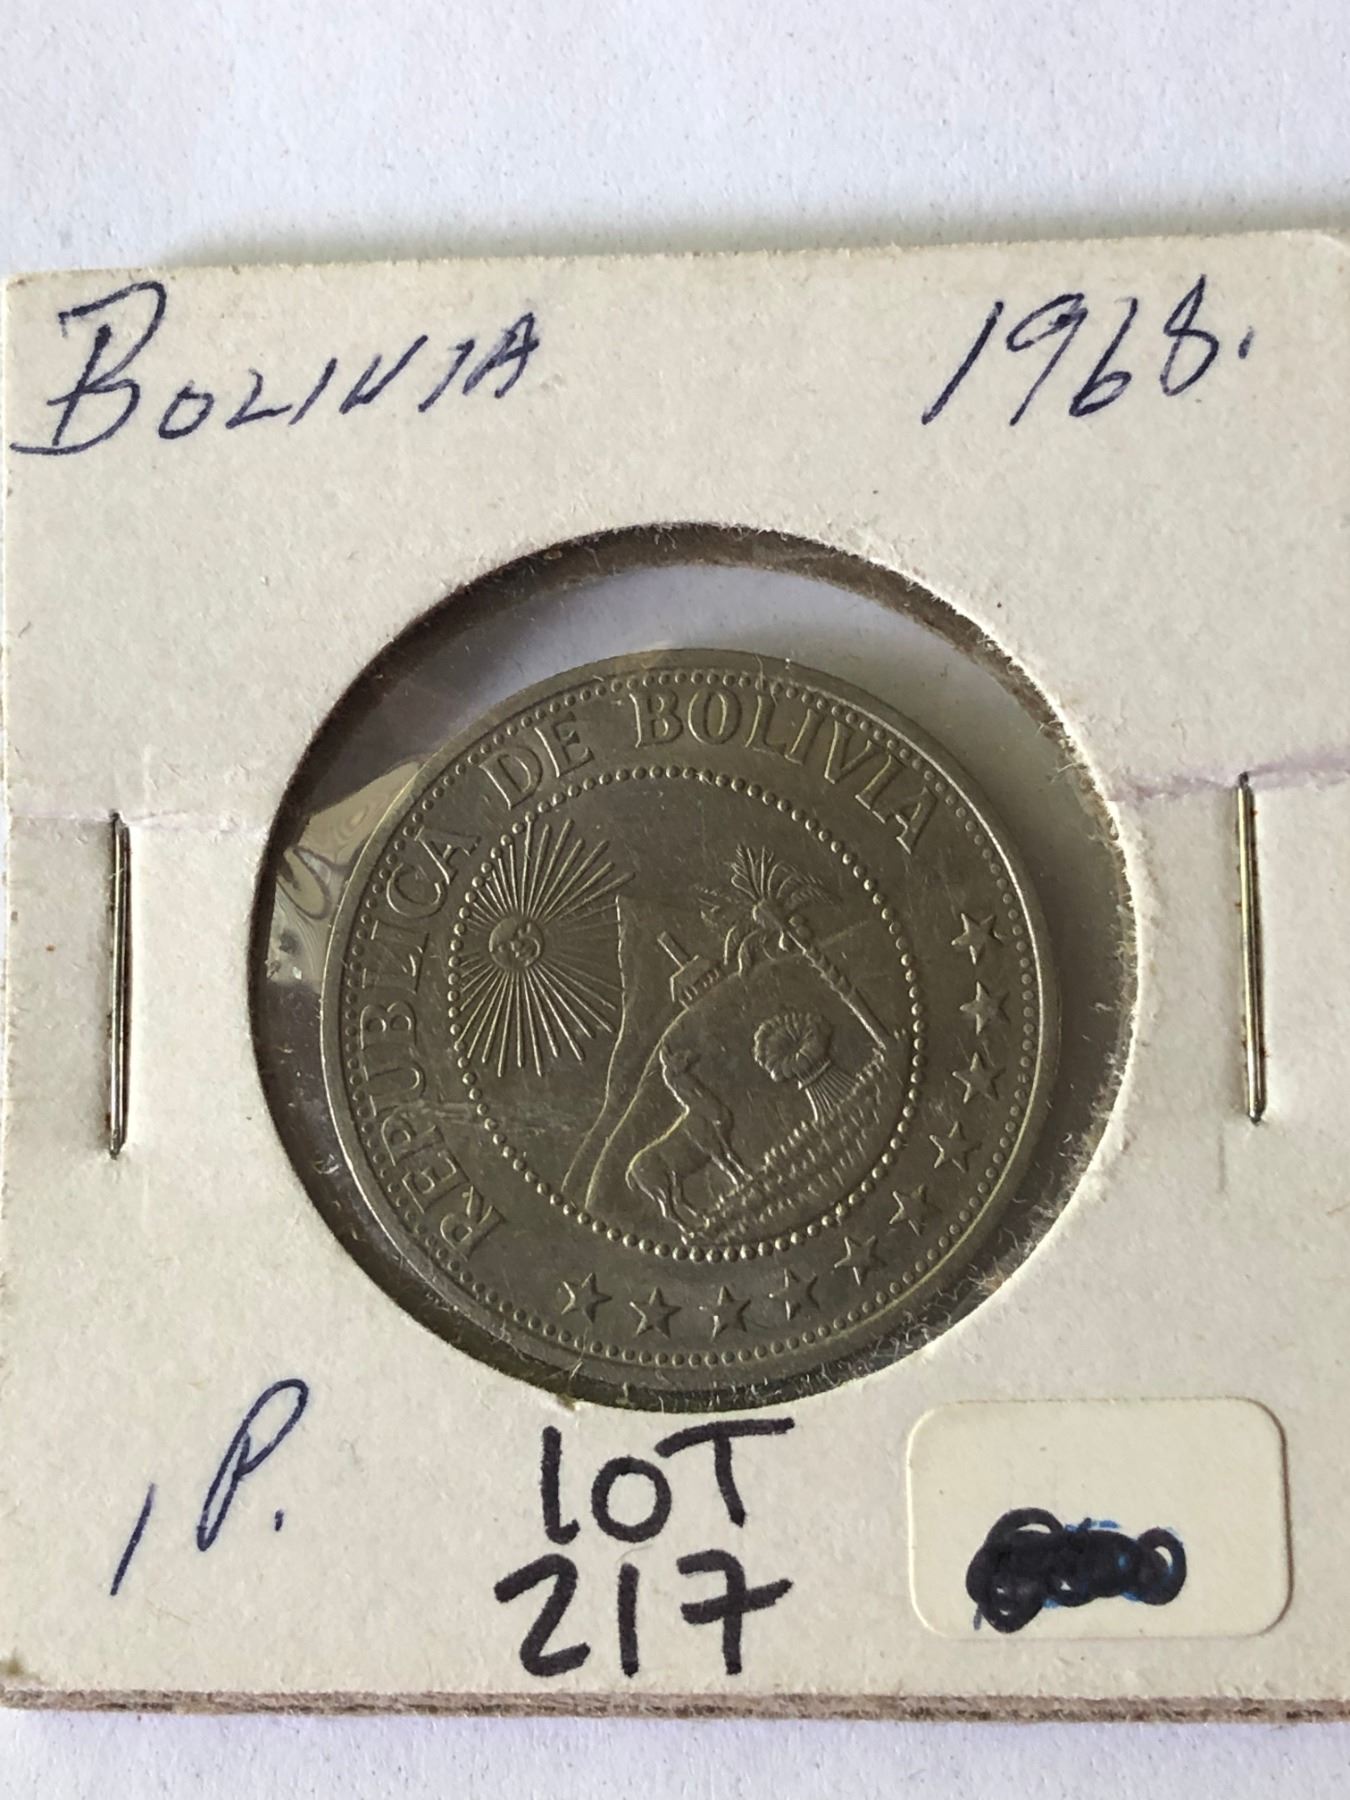 BOLIVIA 1968.
REPUBLICA DE BOLIVIA
1 P.
LOT
217